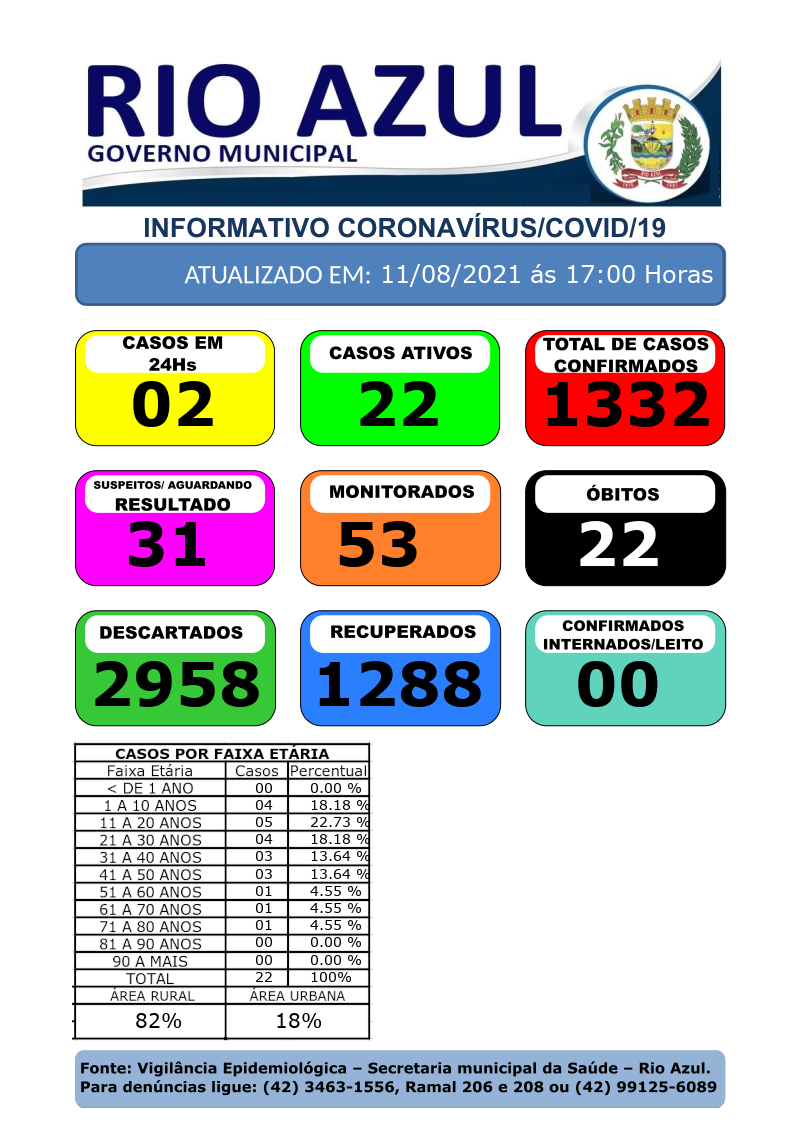 RIO AZUL
GOVERNO MUNICIPAL
RIO AZUL
INFORMATIVO CORONAVÍRUS/COVID/19
ATUALIZADO EM: 11/08/2021 ás 17:00 Horas
CASOS EM
24Hs
02
CASOS ATIVOS
22
TOTAL DE CASOS
CONFIRMADOS
1332
SUSPEITOS/ AGUARDANDO
RESULTADO
31
MONITORADOS
53
ÓBITOS
22
DESCARTADOS
2958
RECUPERADOS
1288
CONFIRMADOS
INTERNADOS/LEITO
00
CASOS POR FAIXA ETÁRIA
Faixa Etária Casos Percentual
< DE 1 ANO 00 0.00 %
1 A 10 ANOS 04 18.18 %
11 A 20 ANOS 05 22.73 %
21 A 30 ANOS 04 18.18 %
31 A 40 ANOS 03 13.64 %
41 A 50 ANOS 03 13.64 %
51 A 60 ANOS 01 4.55 %
61 A 70 ANOS 01 4.55 %
71 A 80 ANOS 01 4.55 %
81 A 90 ANOS 00 0.00 %
90 A MAIS 00 0.00 %
TOTAL 22 100%
ÁREA RURAL ÁREA URBANA
82% 18%
Fonte: Vigilância Epidemiológica – Secretaria municipal da Saúde – Rio Azul.
Para denúncias ligue: (42) 3463-1556, Ramal 206 e 208 ou (42) 99125-6089